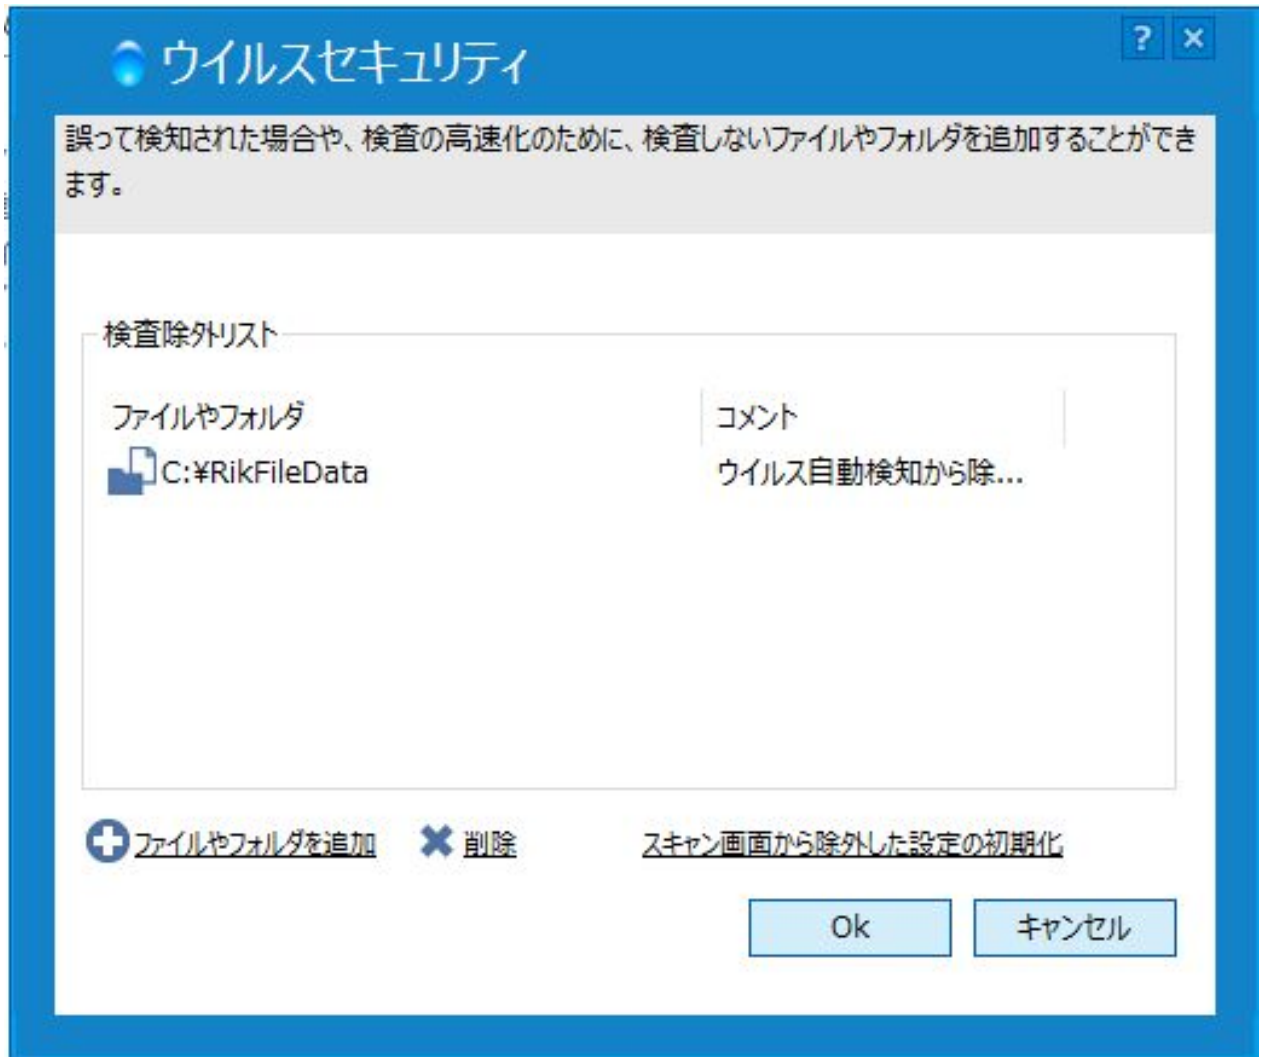 ウイルスセキュリティ
? ×
誤って検知された場合や、検査の高速化のために、検査しないファイルやフォルダを追加することができ
ます。
検査除外リスト
ファイルやフォルダ コメント
C:¥RikFileData ウイルス自動検知から除...
ファイルやフォルダを追加 削除 スキャン画面から除外した設定の初期化
Ok キャンセル